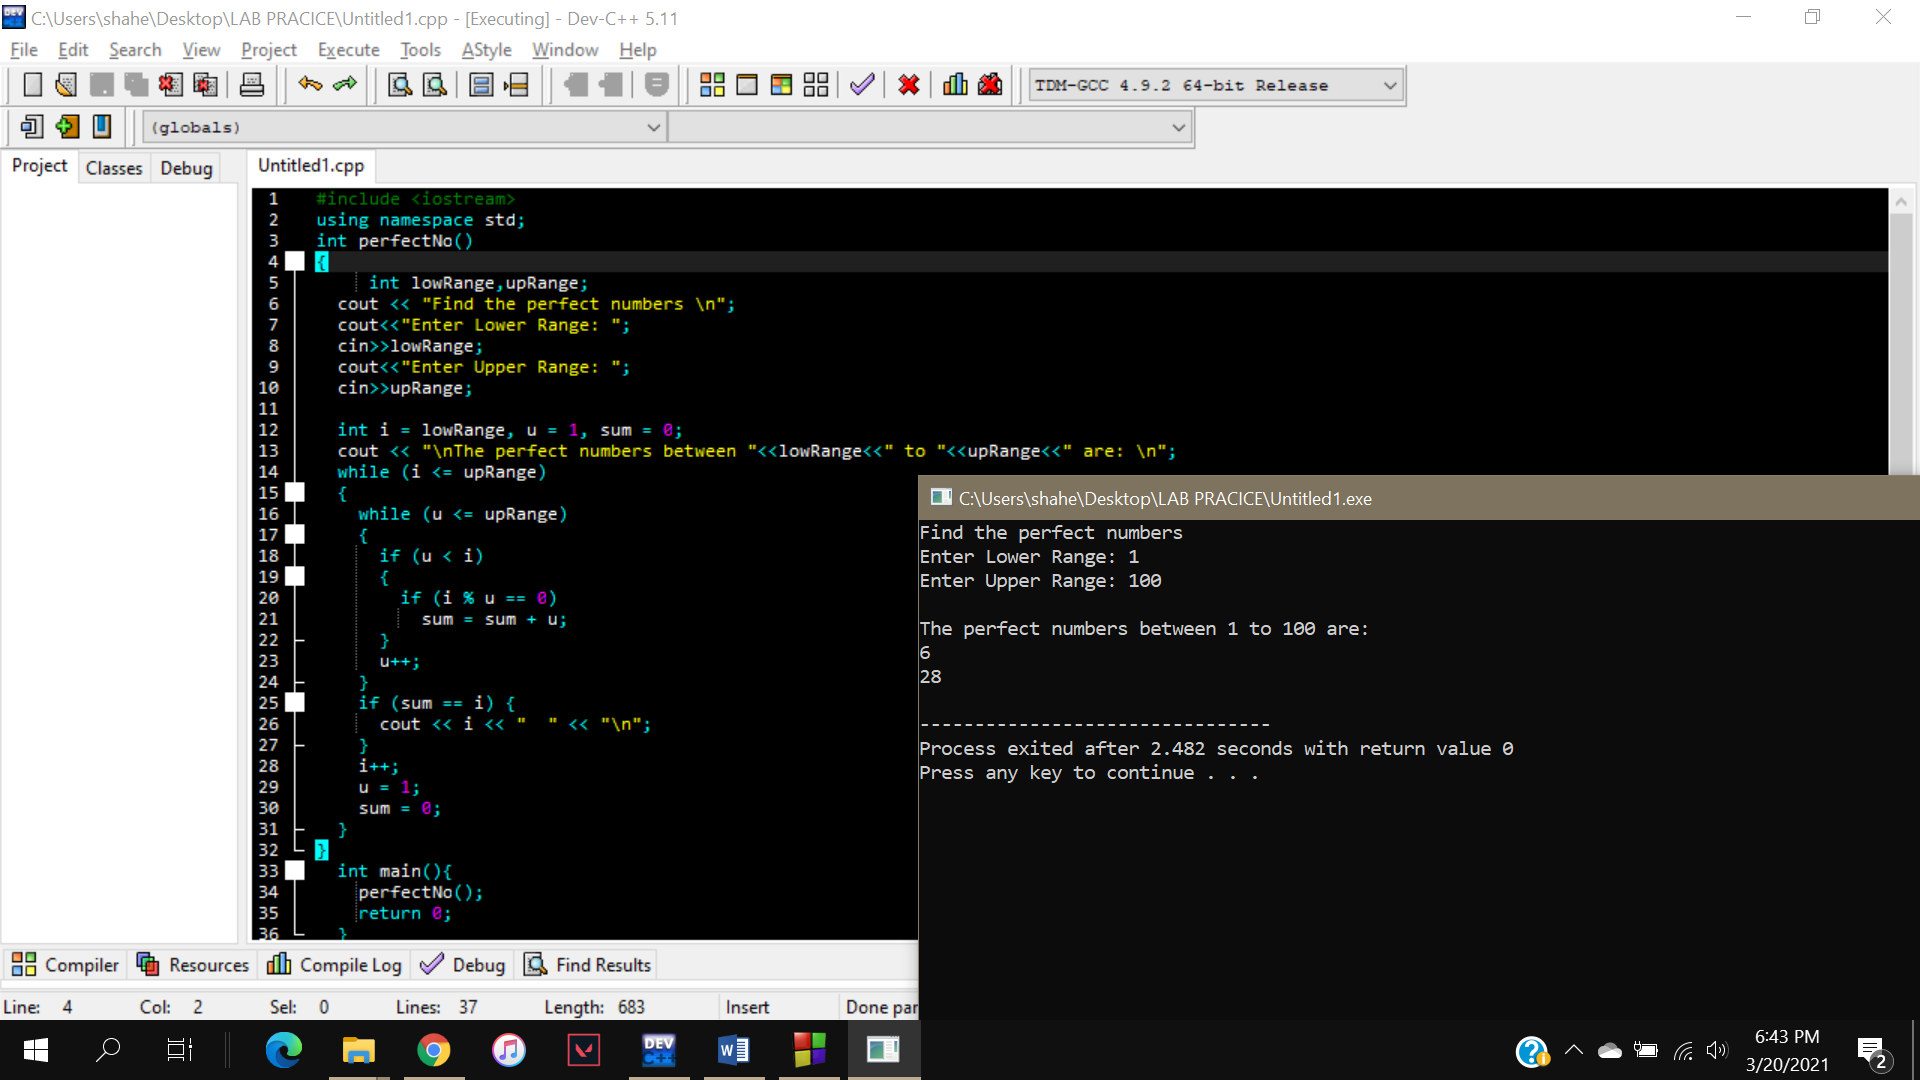 C:\Users\shahe\Desktop\LAB PRACICE\Untitled1.cpp - [Executing] - Dev-C++ 5.11
File Edit Search View Project Execute Tools AStyle Window Help
TDM-GCC 4.9.2 64-bit Release
(globals)
Project Classes Debug
Untitled1.cpp
1 #include <iostream>
2 using namespace std;
3 int perfectNo()
4 {
5 int lowRange,upRange;
6 cout << "Find the perfect numbers \n";
7 cout<<"Enter Lower Range: ";
8 cin>>lowRange;
9 cout<<"Enter Upper Range: ";
10 cin>>upRange;
11
12 int i = lowRange, u = 1, sum = 0;
13 cout << "\nThe perfect numbers between "<<lowRange<<" to "<<upRange<<" are: \n";
14 while (i <= upRange)
15 {
16 while (u <= upRange)
17 {
18 if (u < i)
19 {
20 if (i % u == 0)
21 sum = sum + u;
22 }
23 u++;
24 }
25 if (sum == i) {
26 cout << i << "  " << "\n";
27 }
28 i++;
29 u = 1;
30 sum = 0;
31 }
32 }
33 int main(){
34 perfectNo();
35 return 0;
36 }
C:\Users\shahe\Desktop\LAB PRACICE\Untitled1.exe
Find the perfect numbers
Enter Lower Range: 1
Enter Upper Range: 100
The perfect numbers between 1 to 100 are:
6
28
--------------------------------
Process exited after 2.482 seconds with return value 0
Press any key to continue . . .
Compiler Resources Compile Log Debug Find Results
Line: 4 Col: 2 Sel: 0 Lines: 37 Length: 683 Insert Done par
DEV C++
6:43 PM
3/20/2021
2